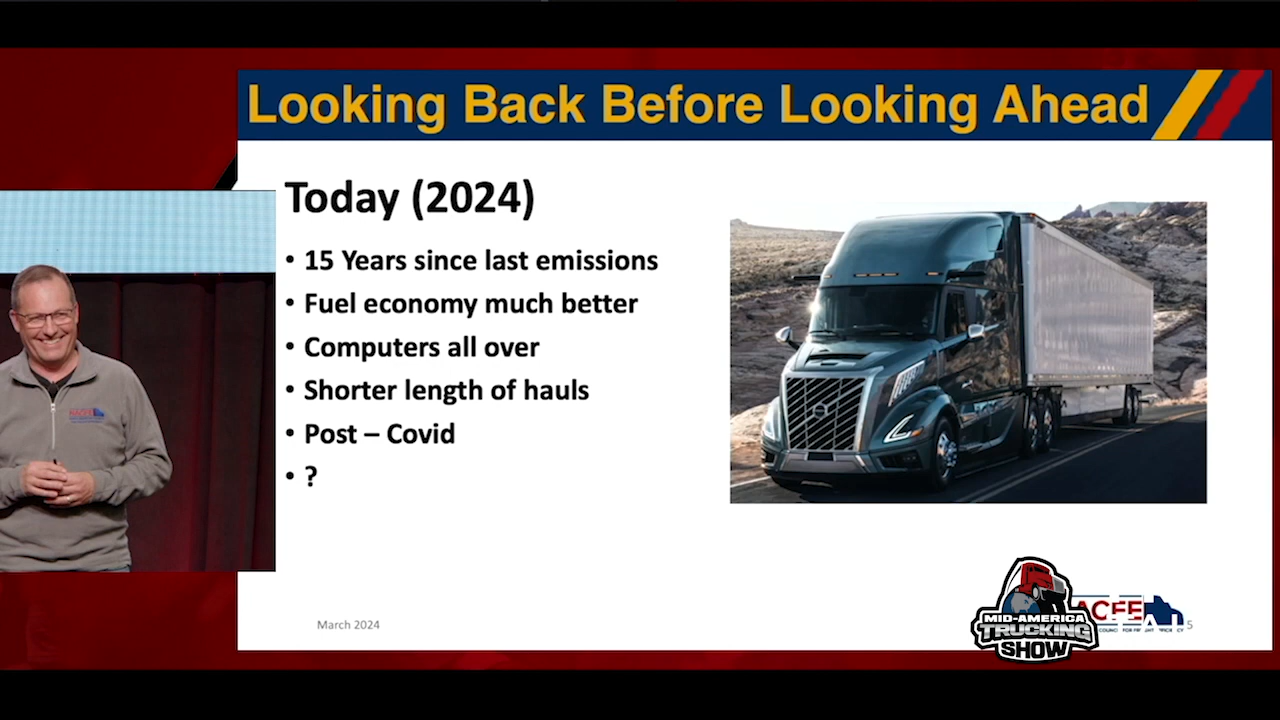 Looking Back Before Looking Ahead
Today (2024)
• 15 Years since last emissions
• Fuel economy much better
• Computers all over
• Shorter length of hauls
• Post – Covid
• ?
NACFE
March 2024
MID-AMERICA
TRUCKING
SHOW
5